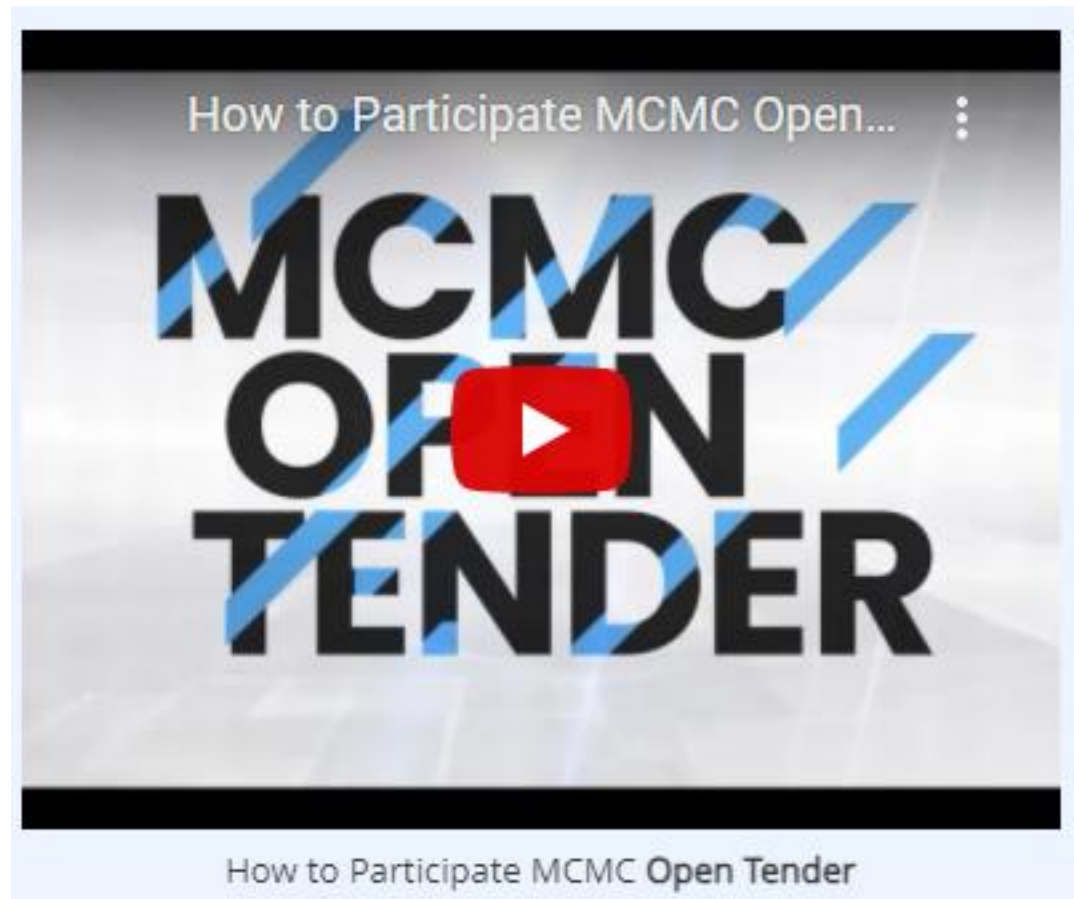 How to Participate MCMC Open...
MCMC
OPEN
TENDER
How to Participate MCMC Open Tender